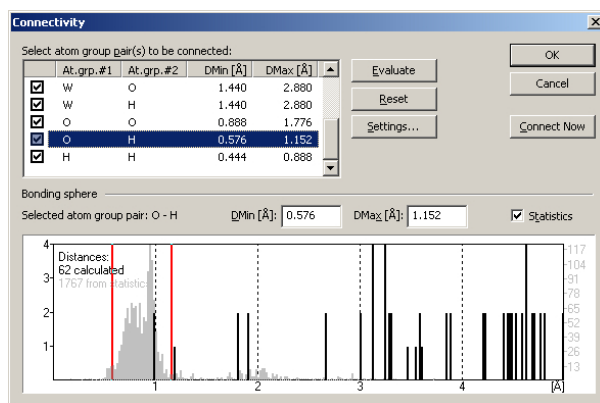 Connectivity
Select atom group pair(s) to be connected:
At.grp.#1 At.grp.#2 DMin [Å] DMax [Å]
W O 1.440 2.880
W H 1.440 2.880
O O 0.888 1.776
O H 0.576 1.152
H H 0.444 0.888
Evaluate
Reset
Settings...
OK
Cancel
Connect Now
Bonding sphere
Selected atom group pair: O - H DMin [Å]: 0.576 DMax [Å]: 1.152 Statistics
Distances:
62 calculated
1767 from statistics
4
3
2
1
117
104
91
78
65
52
39
26
13
1 2 3 4 [Å]